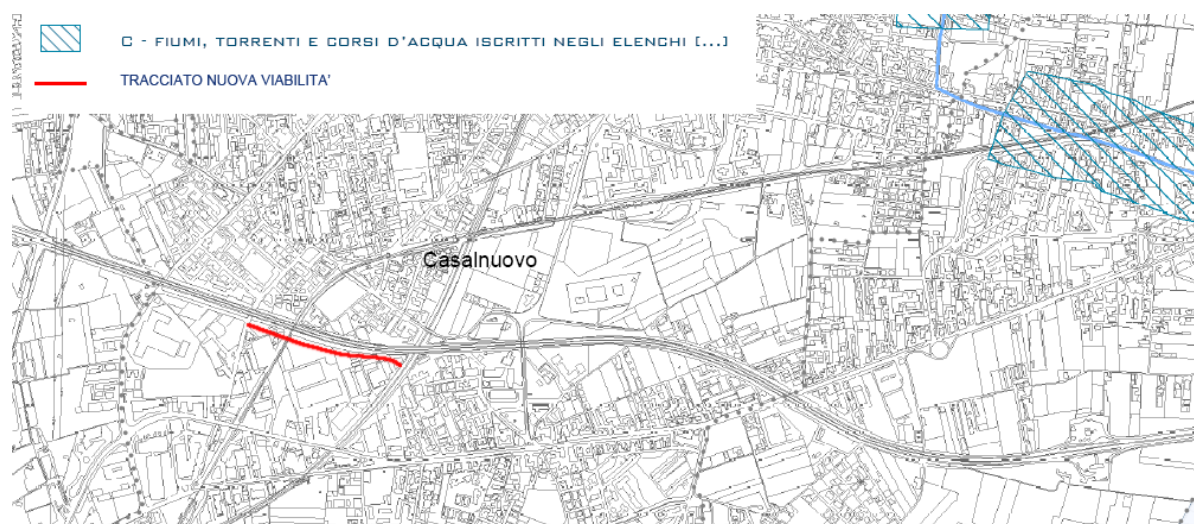 C - FIUMI, TORRENTI E CORSI D'ACQUA ISCRITTI NEGLI ELENCHI [...]
TRACCIATO NUOVA VIABILITA'
Casalnuovo